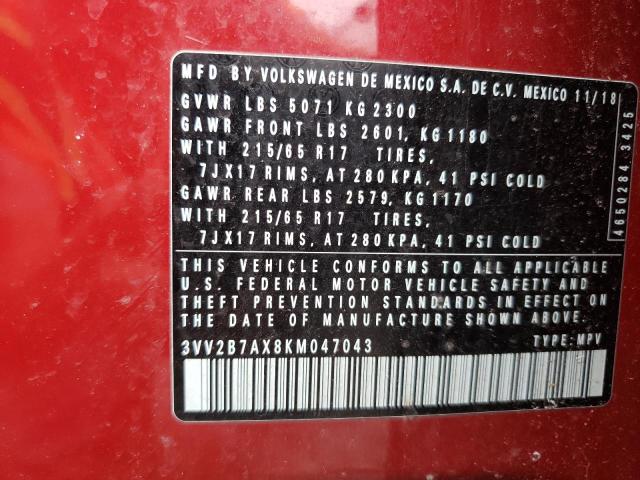 MFD BY VOLKSWAGEN DE MEXICO S.A. DE C.V. MEXICO 11/18
GVWR LBS 5071 KG 2300
GAWR FRONT LBS 2601, KG 1180
WITH 215/65 R17 TIRES,
7JX17 RIMS, AT 280 KPA, 41 PSI COLD
GAWR REAR LBS 2579, KG 1170
WITH 215/65 R17 TIRES,
7JX17 RIMS, AT 280 KPA, 41 PSI COLD
4650284 3425
THIS VEHICLE CONFORMS TO ALL APPLICABLE
U.S. FEDERAL MOTOR VEHICLE SAFETY AND
THEFT PREVENTION STANDARDS IN EFFECT ON
THE DATE OF MANUFACTURE SHOWN ABOVE.
3VV2B7AX8KM047043 TYPE:MPV